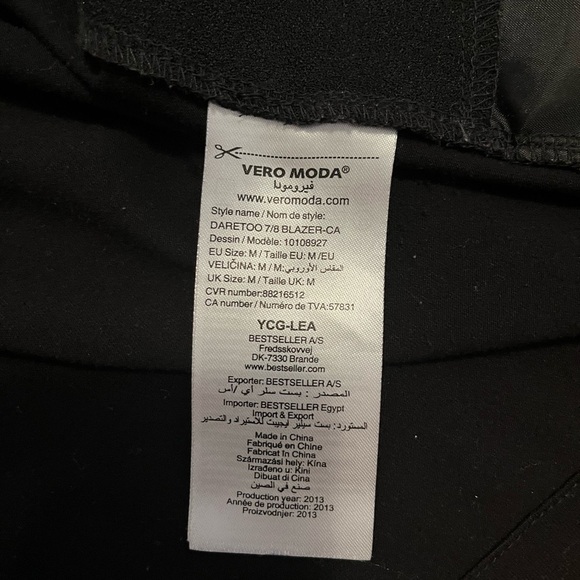 VERO MODA®
فيرومودا
www.veromoda.com
Style name / Nom de style:
DARETOO 7/8 BLAZER-CA
Dessin / Modèle: 10108927
EU Size: M / Taille EU: M /EU
VELIČINA: M / M:المقاس الأوروبي
UK Size: M / Taille UK: M
CVR number:88216512
CA number / Numéro de TVA:57831
YCG-LEA
BESTSELLER A/S
Fredsskovvej
DK-7330 Brande
www.bestseller.com
Exporter: BESTSELLER A/S
المصدر : بست سلر أي /أس
Importer: BESTSELLER Egypt
Import & Export
المستورد: بست سيلير ايجيبت للاستيراد والتصدير
Made in China
Fabriqué en Chine
Fabricat în China
Származási hely: Kína
Izrađeno u: Kini
Dibuat di Cina
صنع في الصين
Production year: 2013
Année de production: 2013
Proizvodnjer: 2013